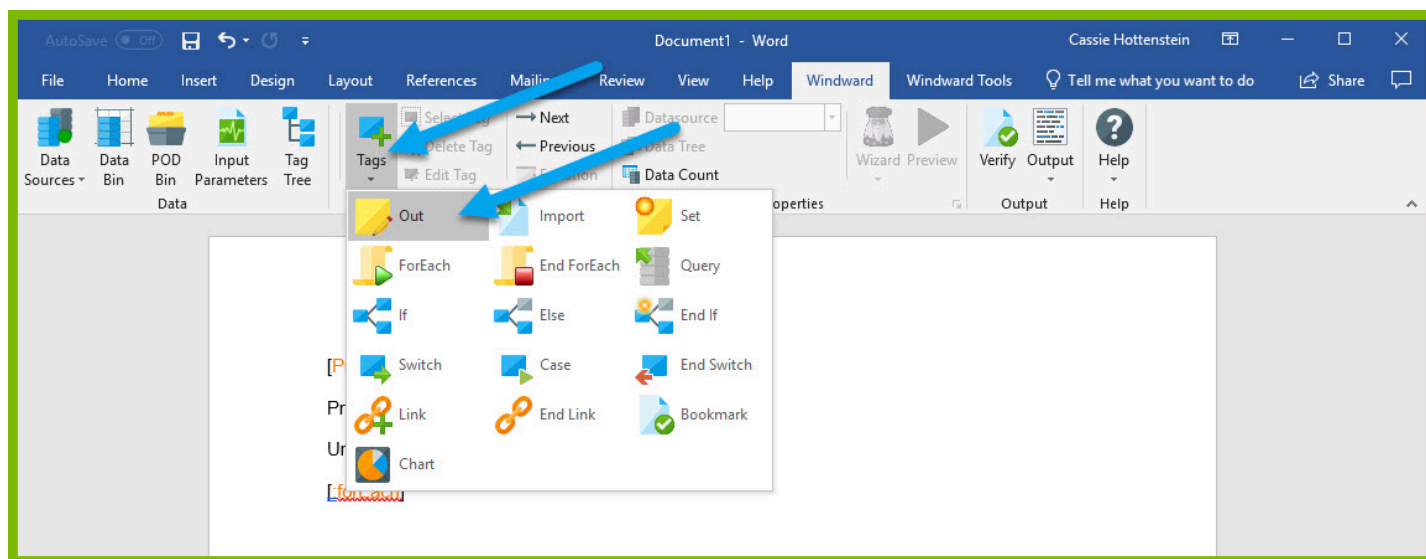 AutoSave Off Document1 - Word Cassie Hottenstein
File Home Insert Design Layout References Review View Help Windward Windward Tools Tell me what you want to do Share
Data Sources Data Bin POD Bin Input Parameters Tag Tree
Data
Tags
Delete Tag
Edit Tag
Next
Previous
Datasource
Data Tree
Data Count
Wizard Preview
Verify Output
Output
Help
Help
Out Import Set
ForEach End ForEach Query
If Else End If
Switch Case End Switch
Link End Link Bookmark
Chart
[:forEach]